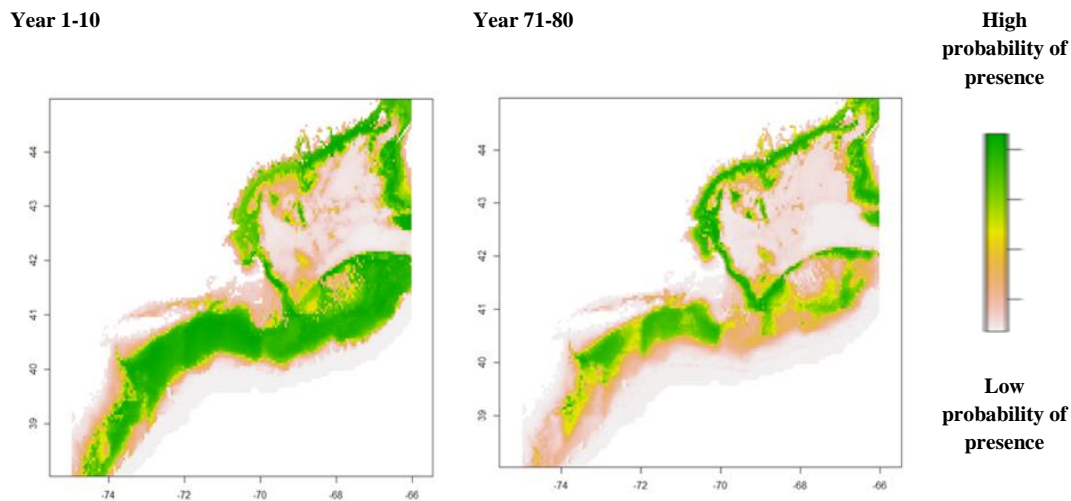 Year 1-10
Year 71-80
High
probability of
presence
44
43
42
41
40
39
-74
-72
-70
-68
-66
44
43
42
41
40
39
-74
-72
-70
-68
-66
Low
probability of
presence